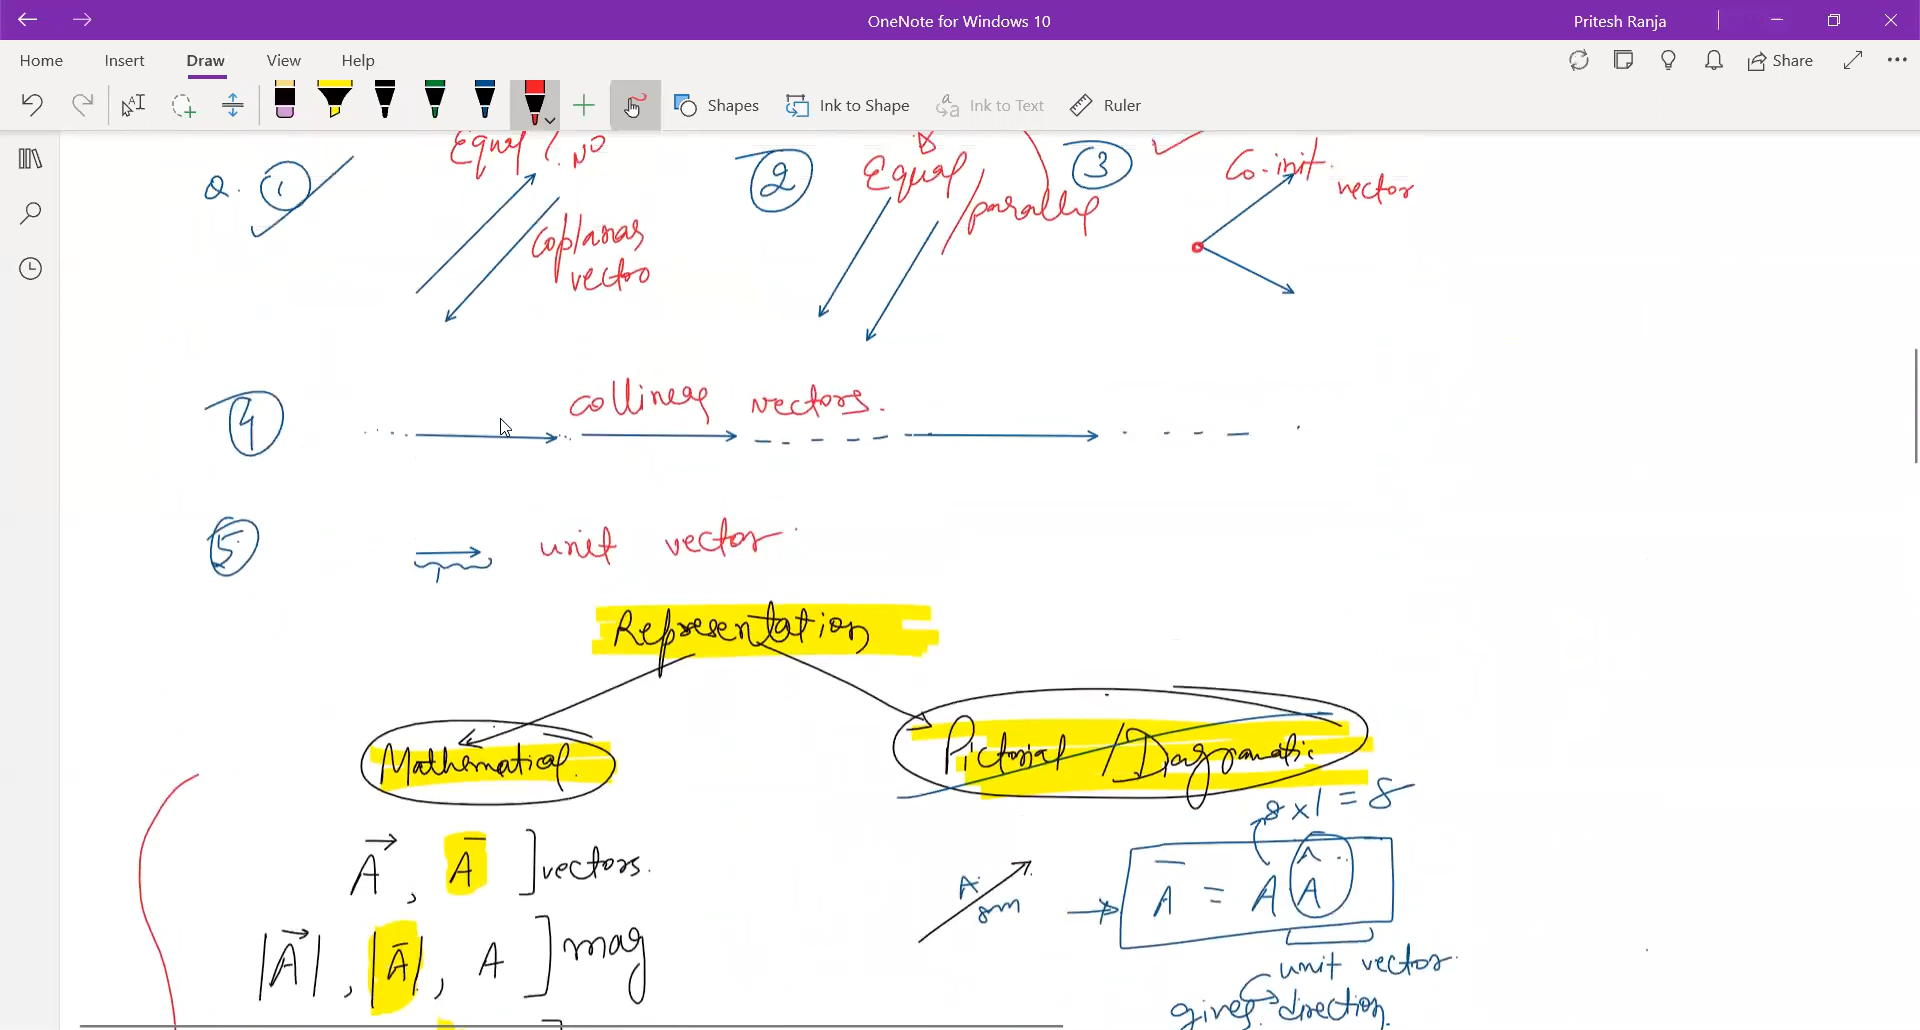 OneNote for Windows 10
Pritesh Ranja
Home Insert Draw View Help
Share
Shapes Ink to Shape Ink to Text Ruler
Equal ? NO
Q. 1
Coplanar
vector
2 Equal / parallel
3 Co-init.
vector
4 collinear vectors.
5 1 unit vector
Representation
Mathematical Pictorial / Diagramatic
8 x 1 = 8
A⃗ , A̅ ] vectors.
A 8m
A̅ = A Â
|A⃗| , |A̅| , A ] mag
unit vector.
gives direction.